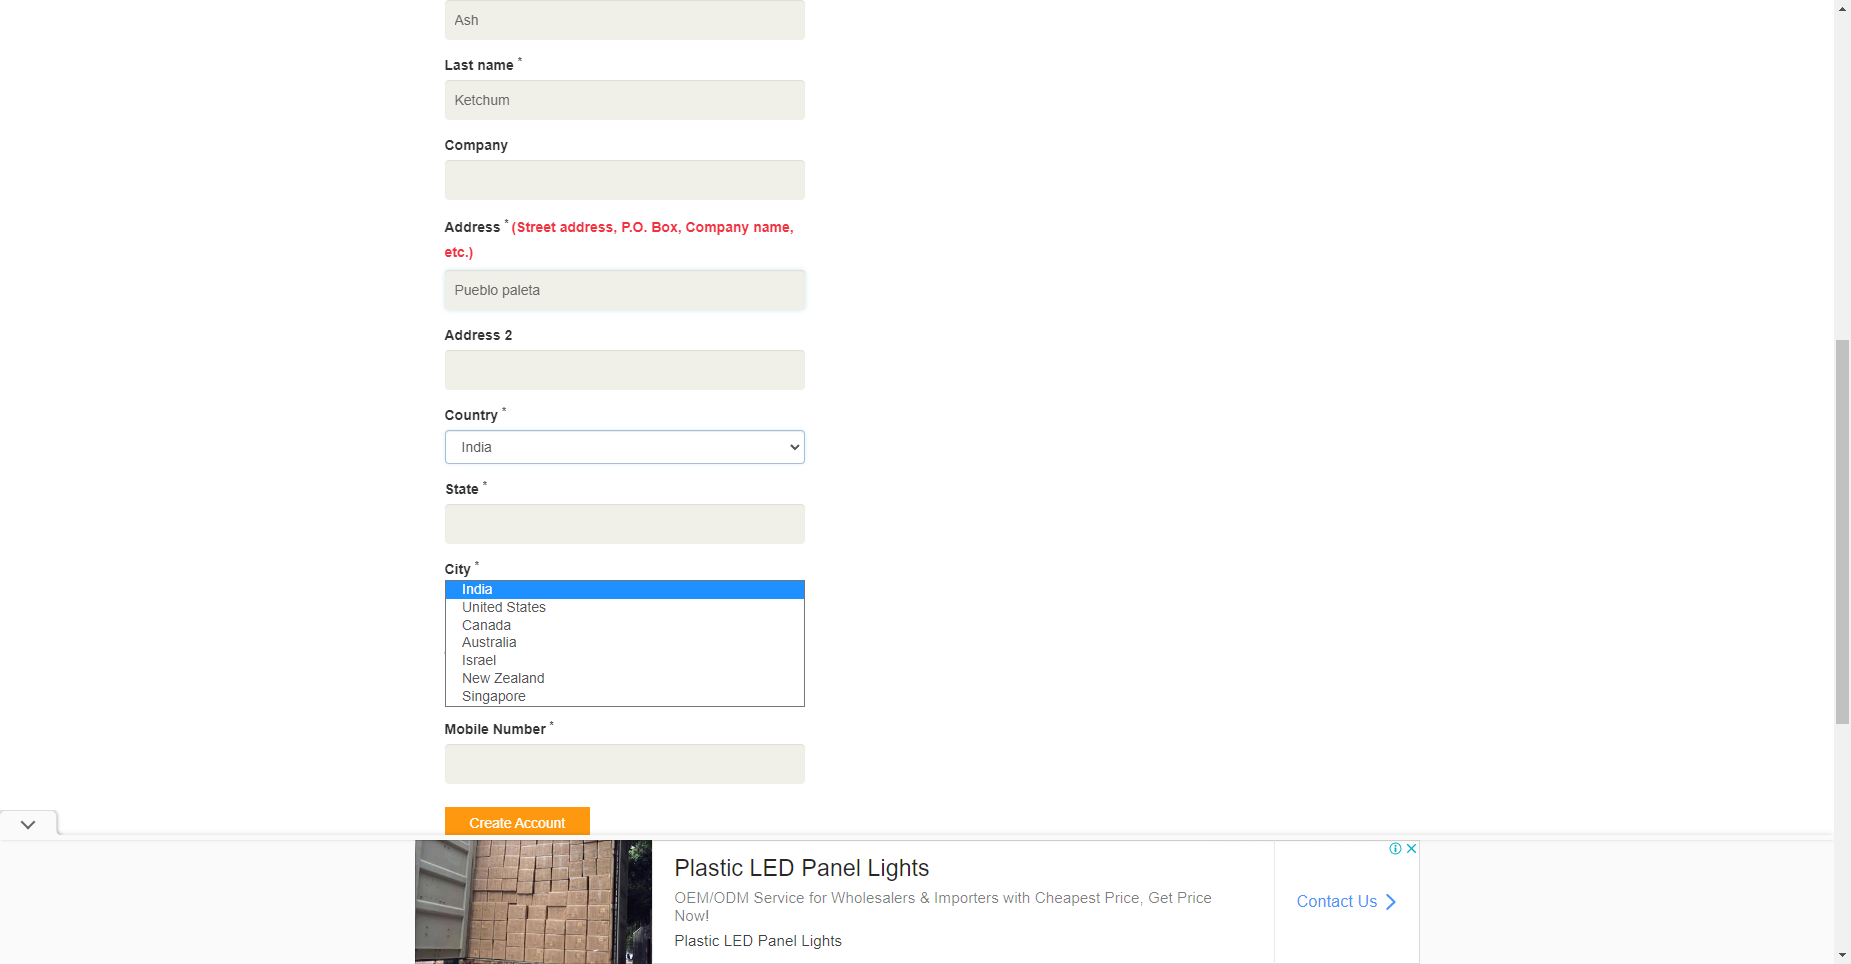 Ash
Last name *
Ketchum
Company
Address * (Street address, P.O. Box, Company name,
etc.)
Pueblo paleta
Address 2
Country *
India
State *
City *
India
United States
Canada
Australia
Israel
New Zealand
Singapore
Mobile Number *
Create Account
Plastic LED Panel Lights
OEM/ODM Service for Wholesalers & Importers with Cheapest Price, Get Price
Now!
Plastic LED Panel Lights
Contact Us